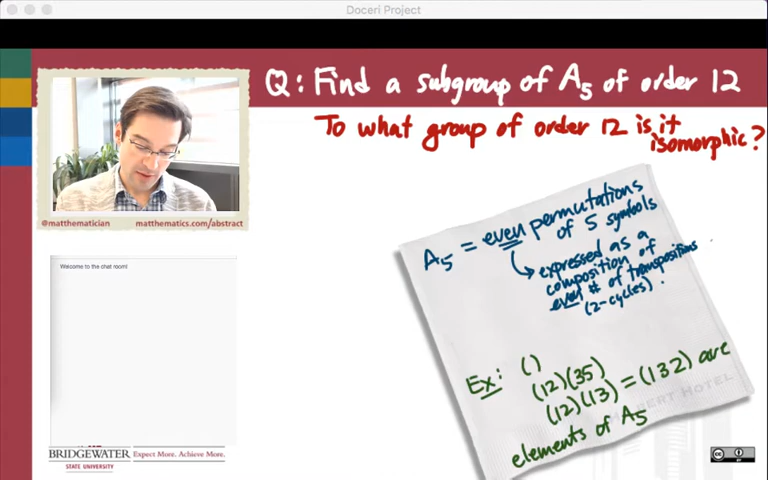 Doceri Project
Q: Find a subgroup of A5 of order 12
To what group of order 12 is it
isomorphic?
@matthematician
matthematics.com/abstract
Welcome to the chat room!
A5 = even permutations
of 5 symbols
expressed as a
composition of
even # of transpositions
(2-cycles).
Ex: ()
(12)(35)
(12)(13) = (132) are
elements of A5
HOTEL
BRIDGEWATER
STATE UNIVERSITY
Expect More. Achieve More.
cc
BY